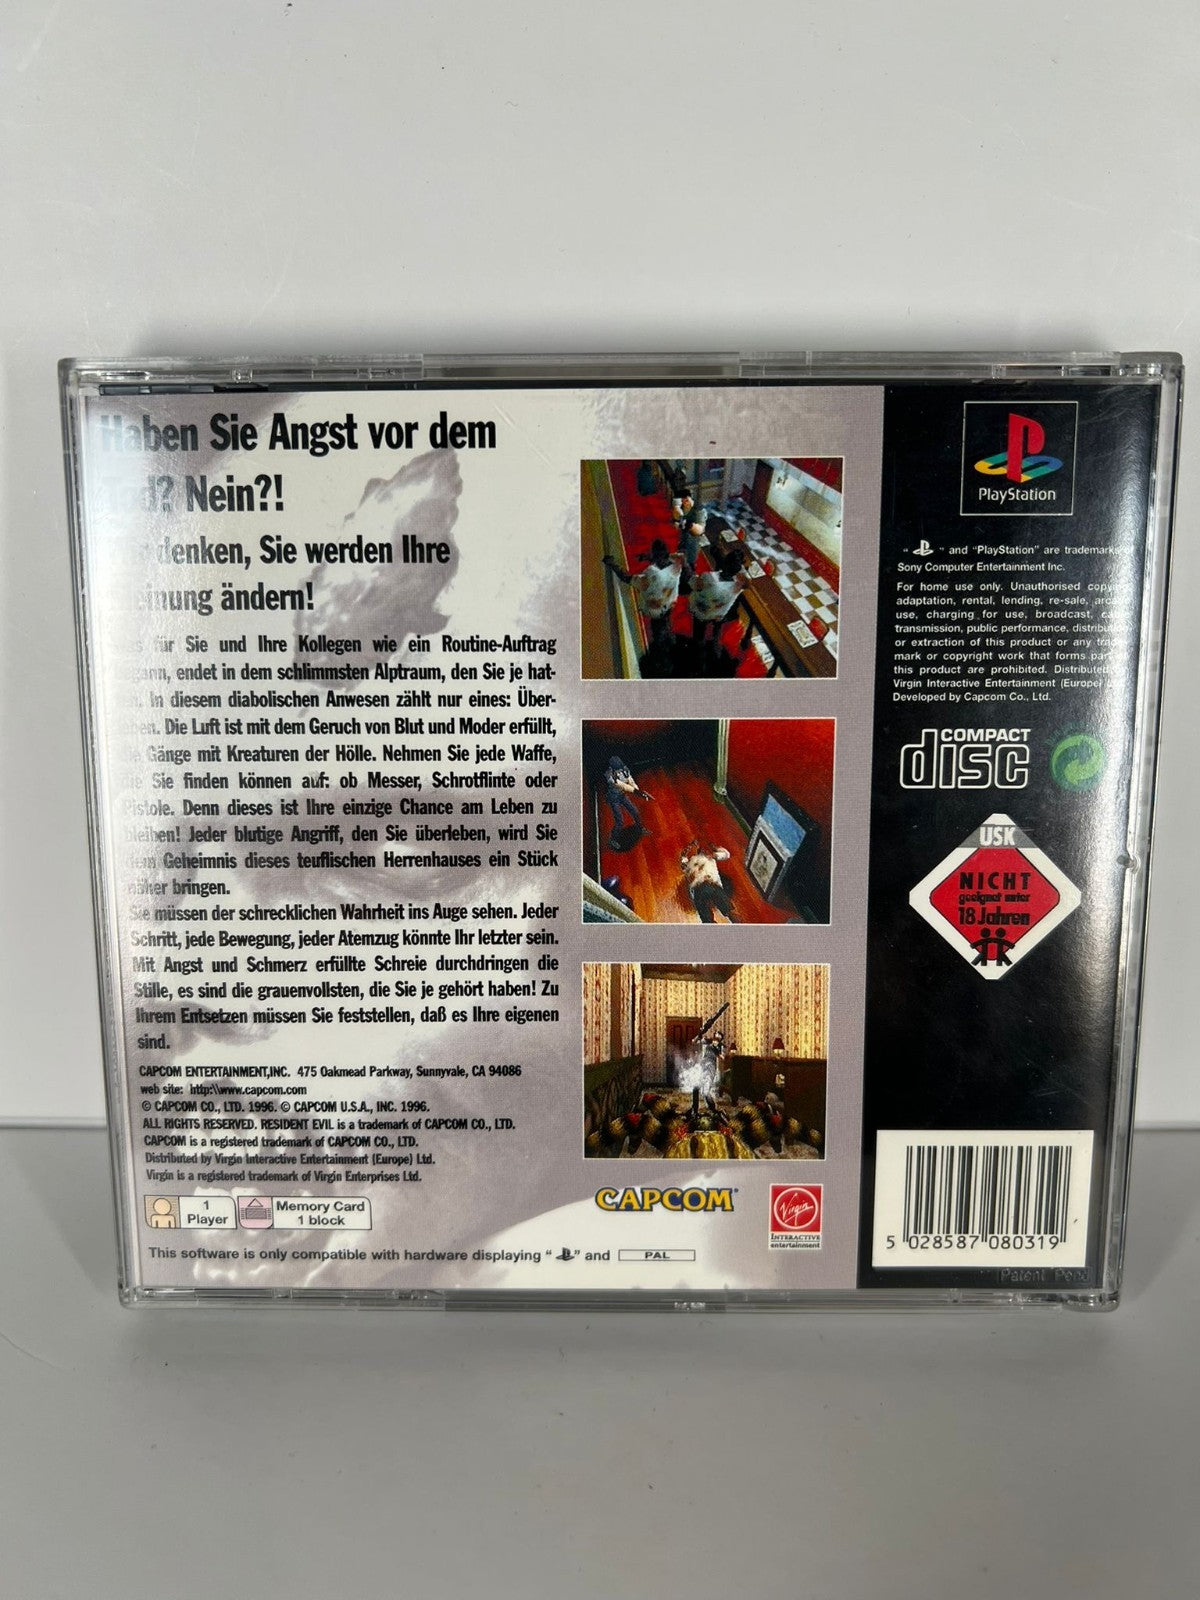 Haben Sie Angst vor dem
Tod? Nein?!
denken, Sie werden Ihre
Meinung ändern!
für Sie und Ihre Kollegen wie ein Routine-Auftrag
begann, endet in dem schlimmsten Alptraum, den Sie je hat-
In diesem diabolischen Anwesen zählt nur eines: Über-
Die Luft ist mit dem Geruch von Blut und Moder erfüllt,
Gänge mit Kreaturen der Hölle. Nehmen Sie jede Waffe,
die Sie finden können auf: ob Messer, Schrotflinte oder
Pistole. Denn dieses ist Ihre einzige Chance am Leben zu
bleiben! Jeder blutige Angriff, den Sie überleben, wird Sie
dem Geheimnis dieses teuflischen Herrenhauses ein Stück
näher bringen.
Sie müssen der schrecklichen Wahrheit ins Auge sehen. Jeder
Schritt, jede Bewegung, jeder Atemzug könnte Ihr letzter sein.
Mit Angst und Schmerz erfüllte Schreie durchdringen die
Stille, es sind die grauenvollsten, die Sie je gehört haben! Zu
Ihrem Entsetzen müssen Sie feststellen, daß es Ihre eigenen
sind.
CAPCOM ENTERTAINMENT,INC. 475 Oakmead Parkway, Sunnyvale, CA 94086
web site: http:\\www.capcom.com
© CAPCOM CO., LTD. 1996. © CAPCOM U.S.A., INC. 1996.
ALL RIGHTS RESERVED. RESIDENT EVIL is a trademark of CAPCOM CO., LTD.
CAPCOM is a registered trademark of CAPCOM CO., LTD.
Distributed by Virgin Interactive Entertainment (Europe) Ltd.
Virgin is a registered trademark of Virgin Enterprises Ltd.
1
Player
Memory Card
1 block
This software is only compatible with hardware displaying " " and PAL
CAPCOM
Virgin
INTERACTIVE
entertainment
PlayStation
" " and "PlayStation" are trademarks
Sony Computer Entertainment Inc.
For home use only. Unauthorised
adaptation, rental, lending, re-sale,
use, charging for use, broadcast,
transmission, public performance,
or extraction of this product or any
mark or copyright work that forms
this product are prohibited. Distributed
Virgin Interactive Entertainment (Europe)
Developed by Capcom Co., Ltd.
COMPACT
disc
USK
NICHT
geeignet unter
18 Jahren
5 028587 080319
Patent